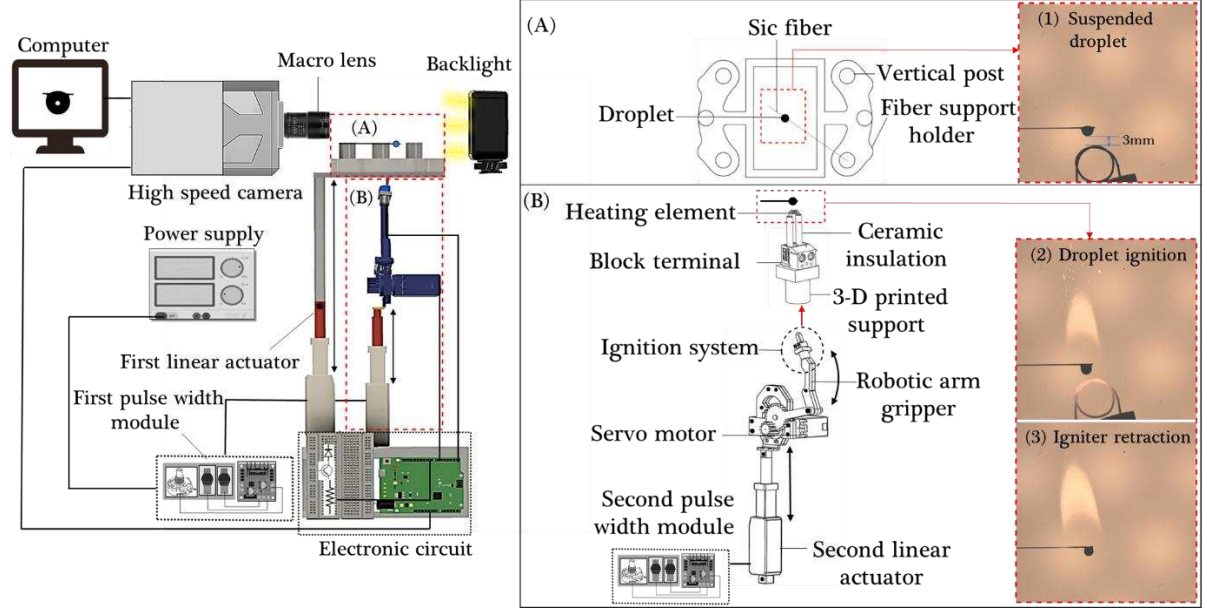 Computer
Macro lens
Backlight
(A)
High speed camera
(B)
Power supply
First linear actuator
First pulse width
module
Electronic circuit
(A)
Sic fiber
Vertical post
Droplet
Fiber support
holder
(1) Suspended
droplet
3mm
(B)
Heating element
Ceramic
insulation
Block terminal
3-D printed
support
Ignition system
Robotic arm
gripper
Servo motor
Second pulse
width module
Second linear
actuator
(2) Droplet ignition
(3) Igniter retraction